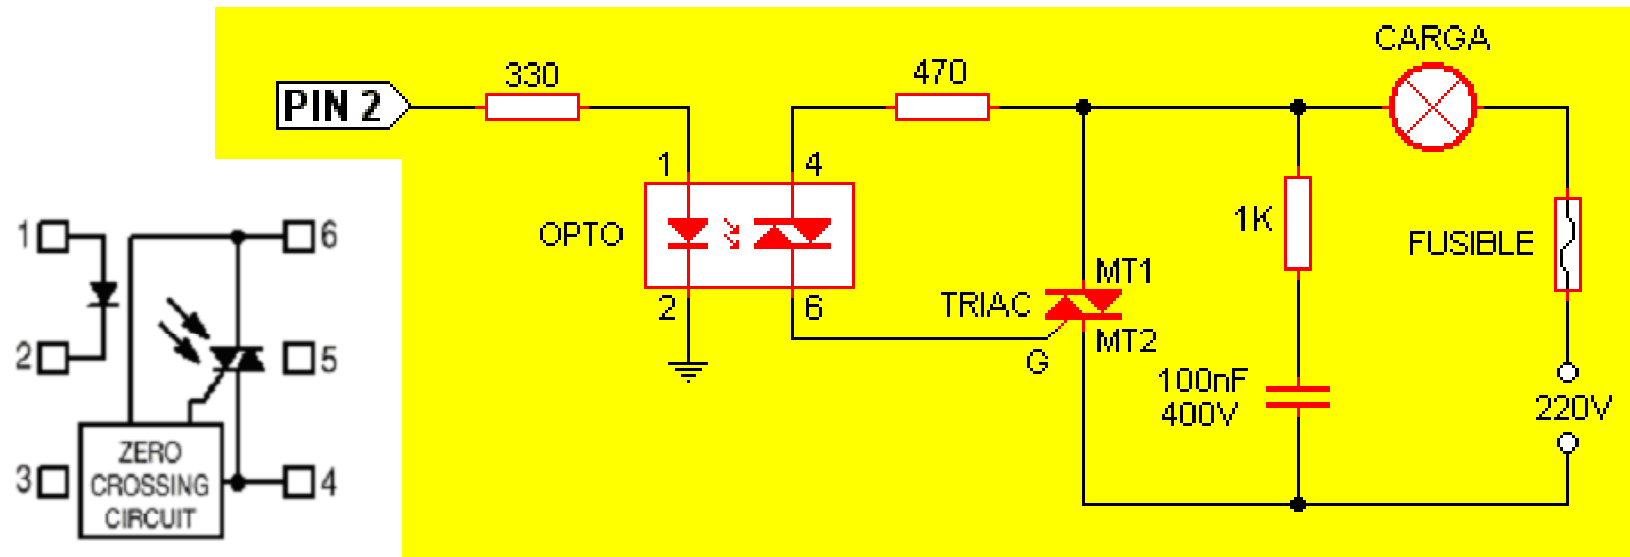 CARGA
330
470
PIN 2
1
4
OPTO
2
6
TRIAC
MT1
MT2
G
1K
100nF
400V
FUSIBLE
220V
1
6
2
5
3
4
ZERO
CROSSING
CIRCUIT